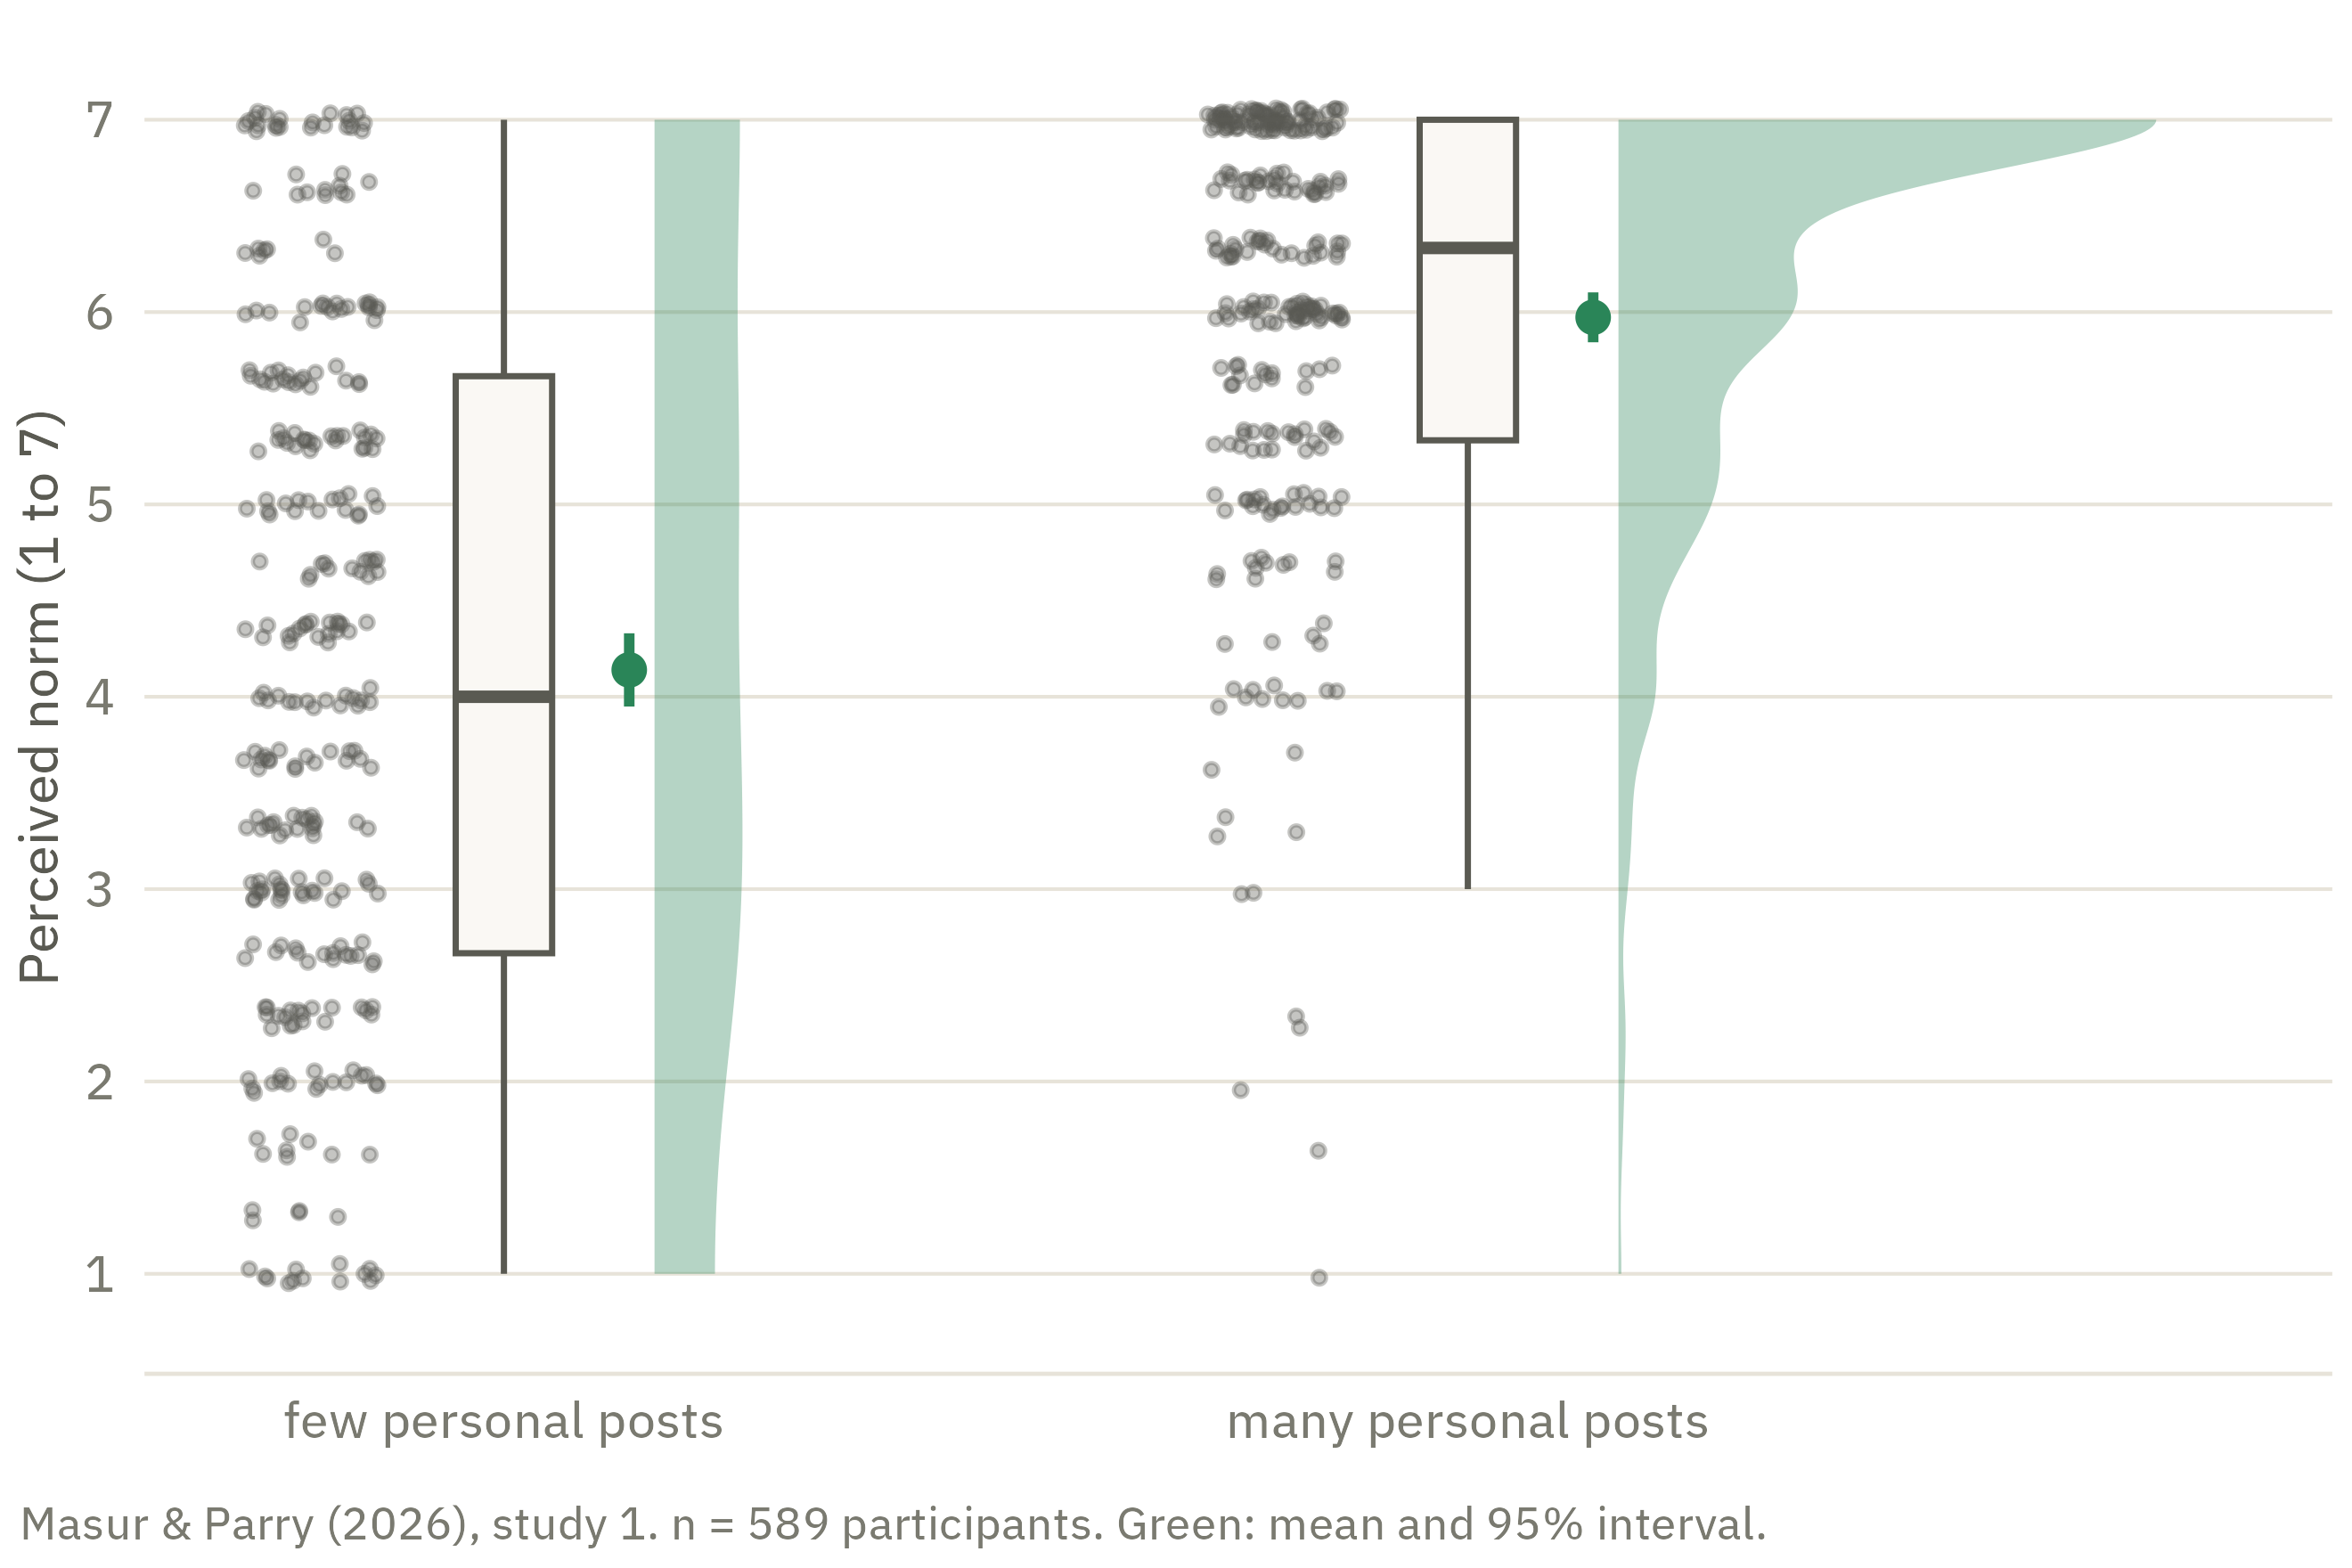 Perceived norm (1 to 7)
7
6
5
4
3
2
1
few personal posts
many personal posts
Masur & Parry (2026), study 1. n = 589 participants. Green: mean and 95% interval.